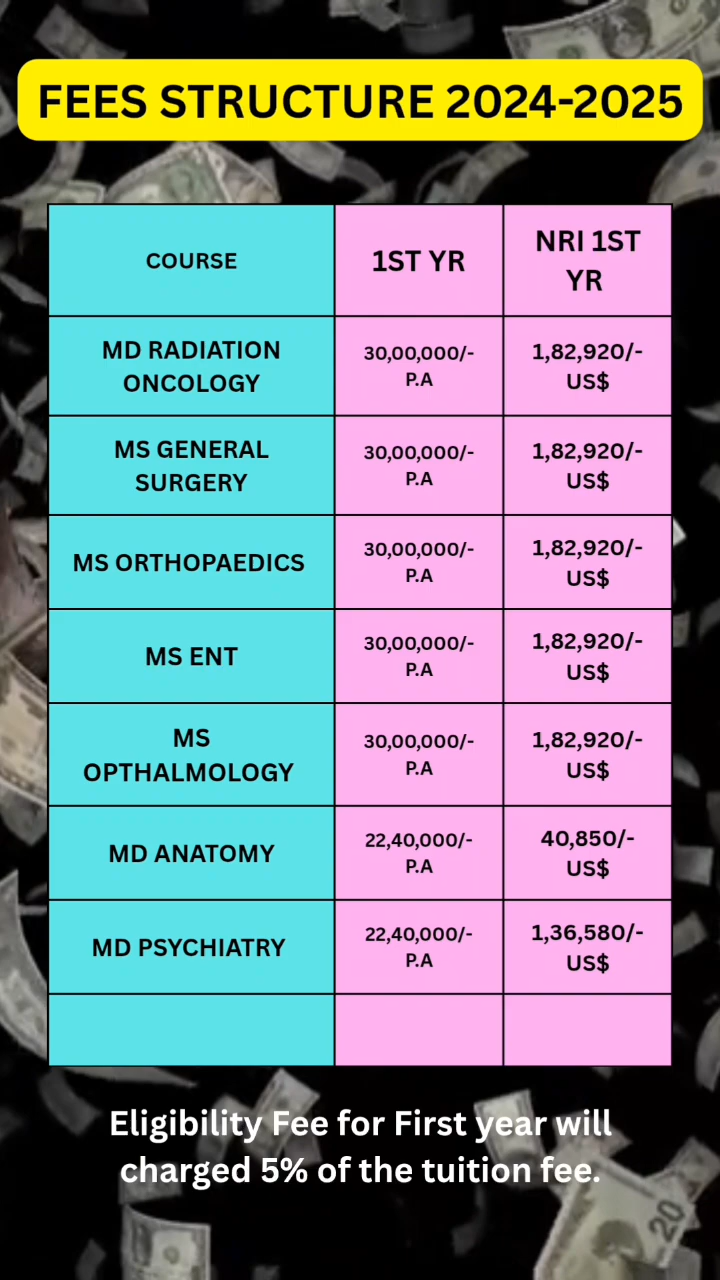 FEES STRUCTURE 2024-2025
COURSE
1ST YR
NRI 1ST
YR
MD RADIATION
ONCOLOGY
30,00,000/-
P.A
1,82,920/-
US$
MS GENERAL
SURGERY
30,00,000/-
P.A
1,82,920/-
US$
MS ORTHOPAEDICS
30,00,000/-
P.A
1,82,920/-
US$
MS ENT
30,00,000/-
P.A
1,82,920/-
US$
MS
OPTHALMOLOGY
30,00,000/-
P.A
1,82,920/-
US$
MD ANATOMY
22,40,000/-
P.A
40,850/-
US$
MD PSYCHIATRY
22,40,000/-
P.A
1,36,580/-
US$
Eligibility Fee for First year will
charged 5% of the tuition fee.
20